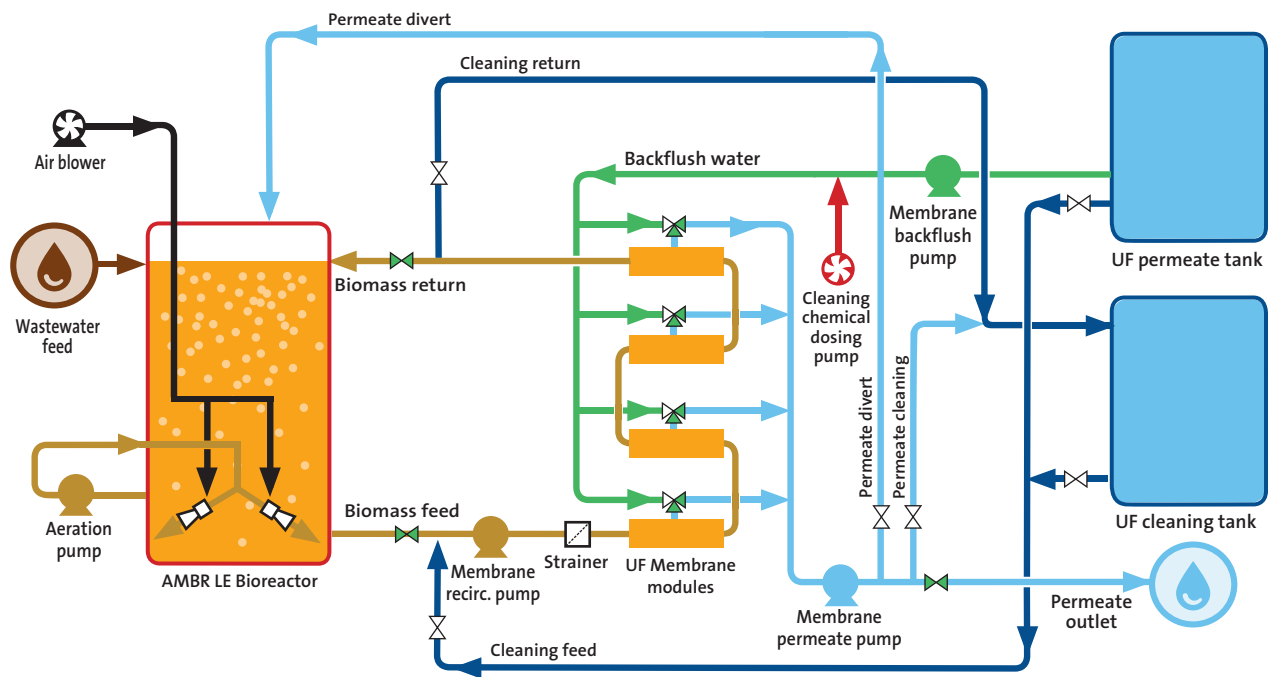 Permeate divert
Cleaning return
Air blower
Backflush water
Membrane
backflush
pump
UF permeate tank
Wastewater
feed
Biomass return
Cleaning
chemical
dosing
pump
Permeate divert
Permeate cleaning
Aeration
pump
AMBR LE Bioreactor
Biomass feed
Membrane
recirc. pump
Strainer
UF Membrane
modules
UF cleaning tank
Membrane
permeate pump
Permeate
outlet
Cleaning feed